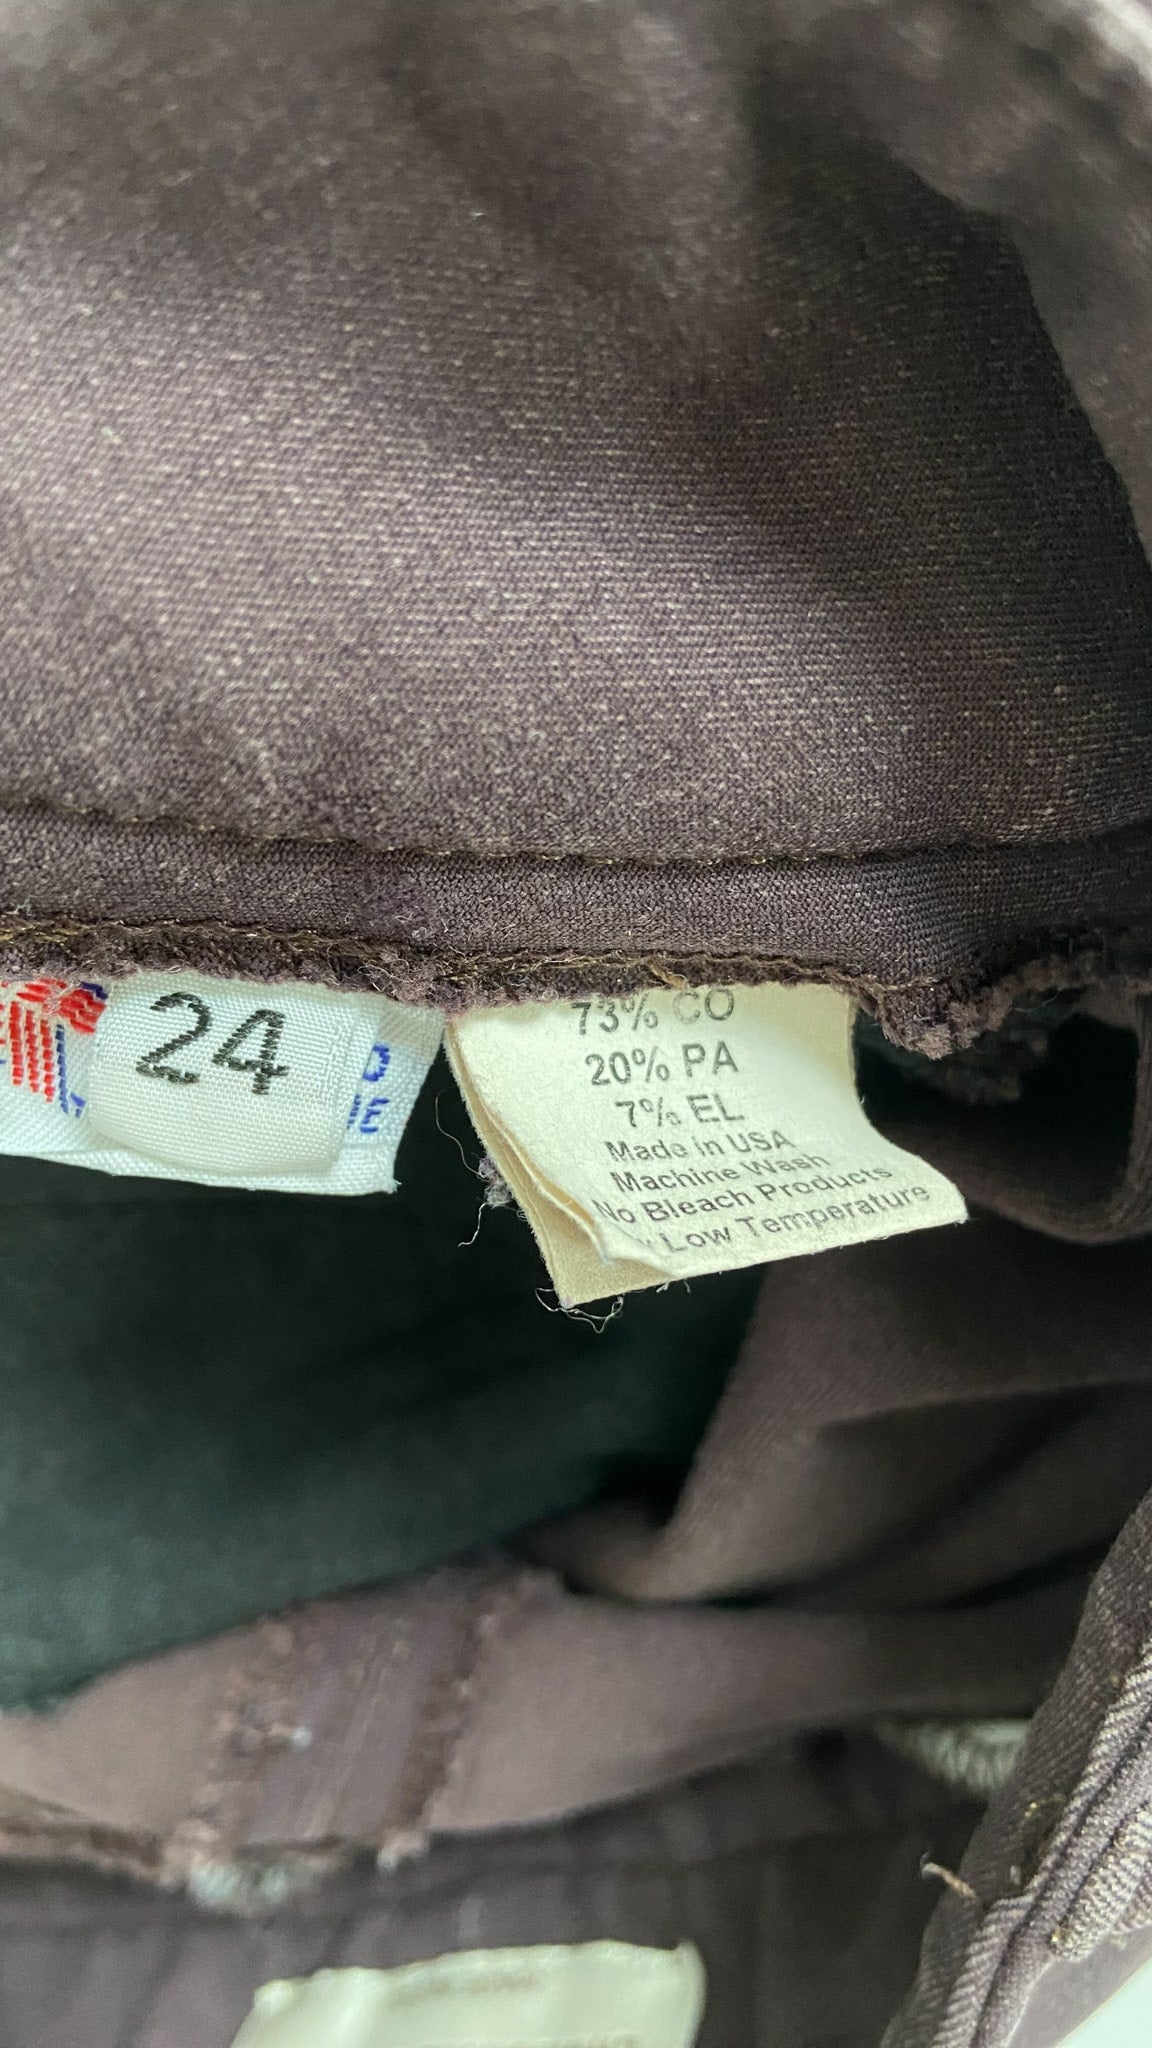 24
73% CO
20% PA
7% EL
Made in USA
Machine Wash
No Bleach Products
Low Temperature